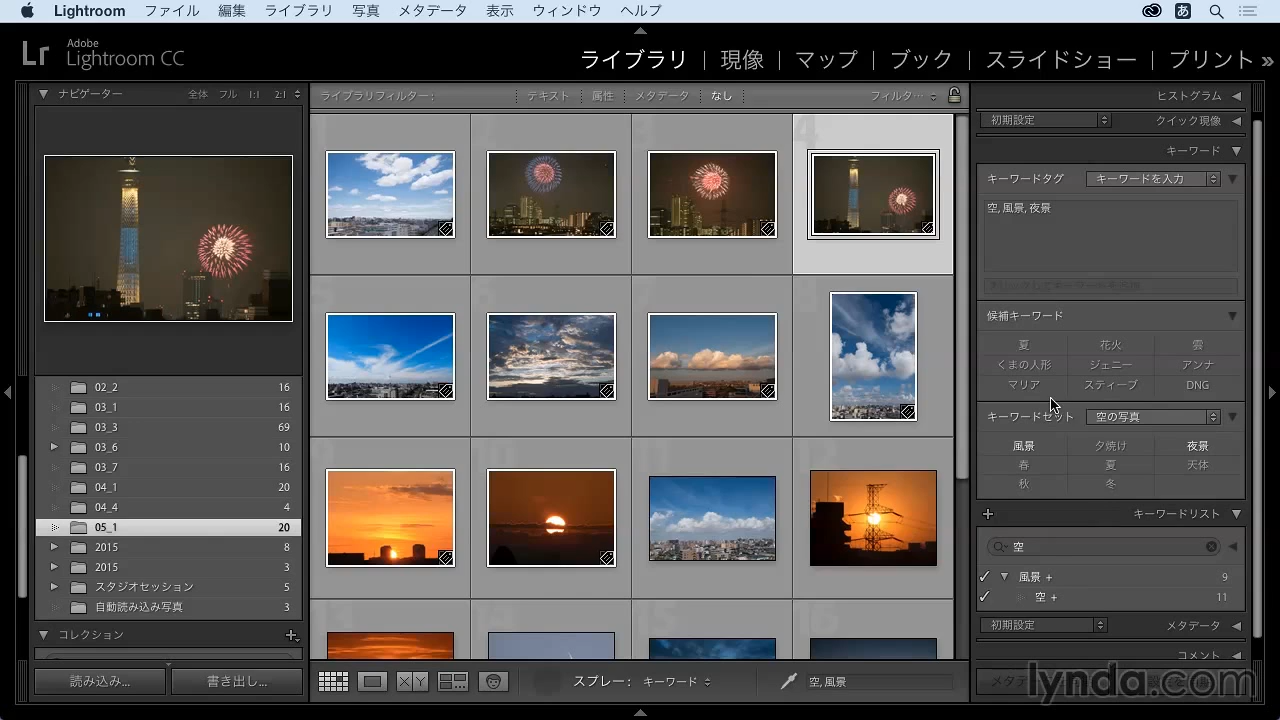 Lightroom ファイル 編集 ライブラリ 写真 メタデータ 表示 ウィンドウ ヘルプ
Lr Adobe
Lightroom CC
ライブラリ | 現像 | マップ | ブック | スライドショー | プリント »
ナビゲーター 全体 フル 1:1 2:1
ライブラリフィルター: テキスト 属性 メタデータ なし フィルタ…
ヒストグラム
初期設定 クイック現像
キーワード
キーワードタグ キーワードを入力
空, 風景, 夜景
候補キーワード
夏 花火 雲
くまの人形 ジェニー アンナ
マリア スティーブ DNG
キーワードセット 空の写真
風景 夕焼け 夜景
春 夏 天体
秋 冬
キーワードリスト
空
風景 + 9
空 + 11
初期設定 メタデータ
コメント
02_2 16
03_1 16
03_3 69
03_6 10
03_7 16
04_1 20
04_4 4
05_1 20
2015 8
2015 3
スタジオセッション 5
自動読み込み写真 3
コレクション
読み込み... 書き出し...
スプレー: キーワード 空, 風景
lynda.com